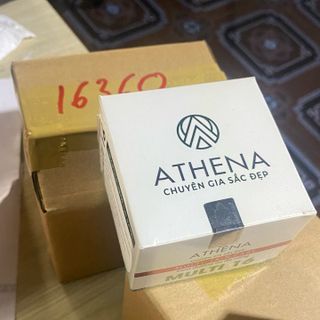 16360
ATHENA
CHUYÊN GIA SẮC ĐẸP
ATHENA
MULTI 16